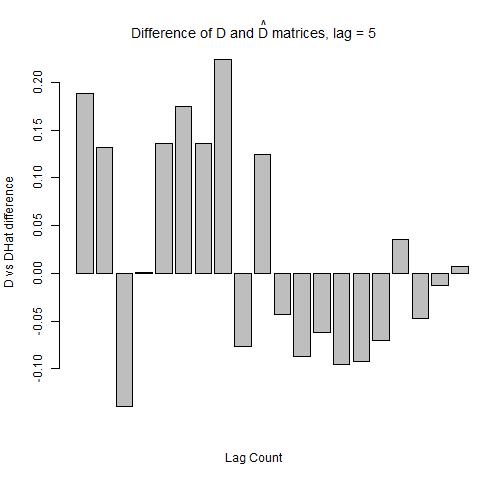 Difference of D and D̂ matrices, lag = 5
0.20
0.15
0.10
0.05
0.00
-0.05
-0.10
D vs DHat difference
Lag Count